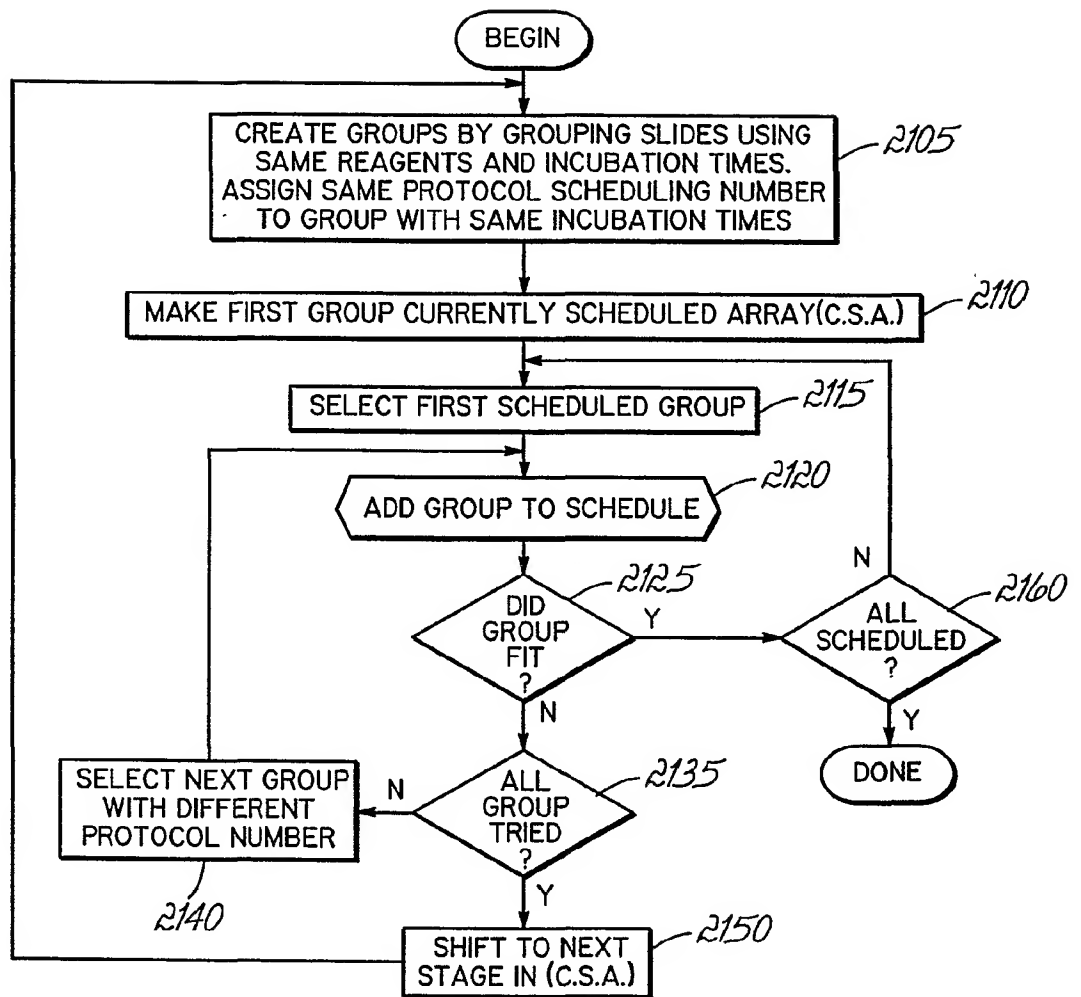 BEGIN
CREATE GROUPS BY GROUPING SLIDES USING
SAME REAGENTS AND INCUBATION TIMES.
ASSIGN SAME PROTOCOL SCHEDULING NUMBER
TO GROUP WITH SAME INCUBATION TIMES
2105
MAKE FIRST GROUP CURRENTLY SCHEDULED ARRAY(C.S.A.)
2110
SELECT FIRST SCHEDULED GROUP
2115
ADD GROUP TO SCHEDULE
2120
DID
GROUP
FIT
?
2125
Y
N
ALL
SCHEDULED
?
2160
N
Y
DONE
ALL
GROUP
TRIED
?
2135
N
Y
SELECT NEXT GROUP
WITH DIFFERENT
PROTOCOL NUMBER
2140
SHIFT TO NEXT
STAGE IN (C.S.A.)
2150